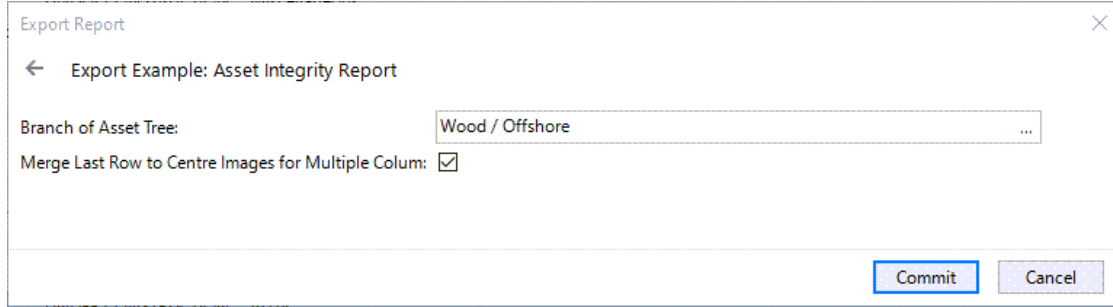 Export Report
Export Example: Asset Integrity Report
Branch of Asset Tree: Wood / Offshore ...
Merge Last Row to Centre Images for Multiple Colum:
Commit Cancel